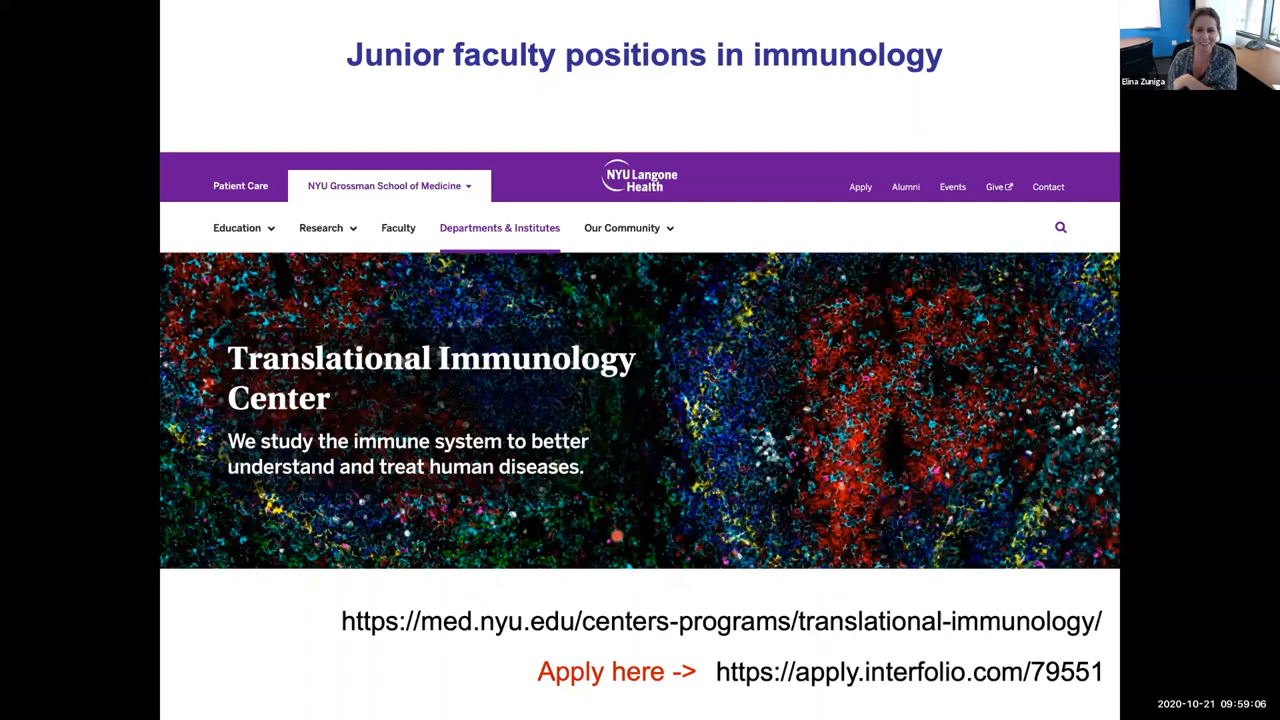 Junior faculty positions in immunology
Elina Zuniga
Patient Care
NYU Grossman School of Medicine
NYU Langone
Health
Apply
Alumni
Events
Give
Contact
Education
Research
Faculty
Departments & Institutes
Our Community
Translational Immunology
Center
We study the immune system to better
understand and treat human diseases.
https://med.nyu.edu/centers-programs/translational-immunology/
Apply here -> https://apply.interfolio.com/79551
2020-10-21 09:59:06